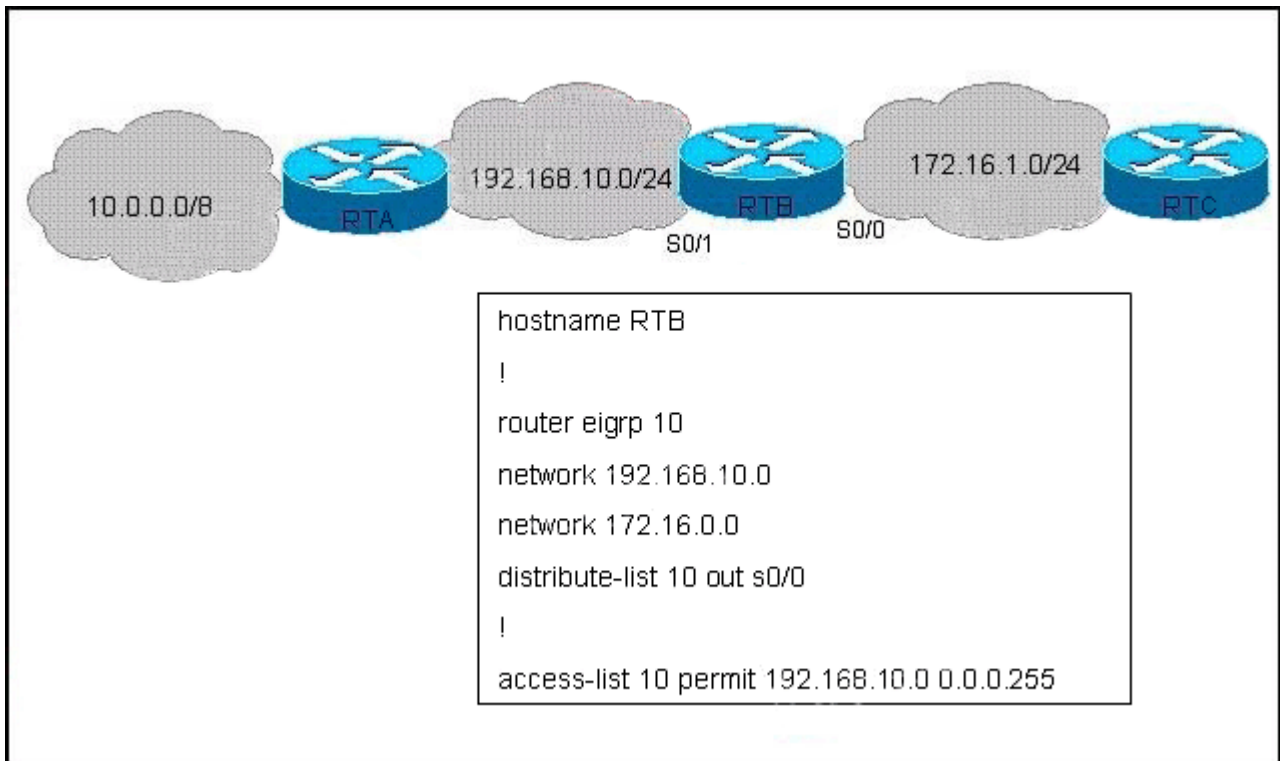 10.0.0.0/8
RTA
192.168.10.0/24
RTB
172.16.1.0/24
RTC
S0/1
S0/0
hostname RTB
!
router eigrp 10
network 192.168.10.0
network 172.16.0.0
distribute-list 10 out s0/0
!
access-list 10 permit 192.168.10.0 0.0.0.255